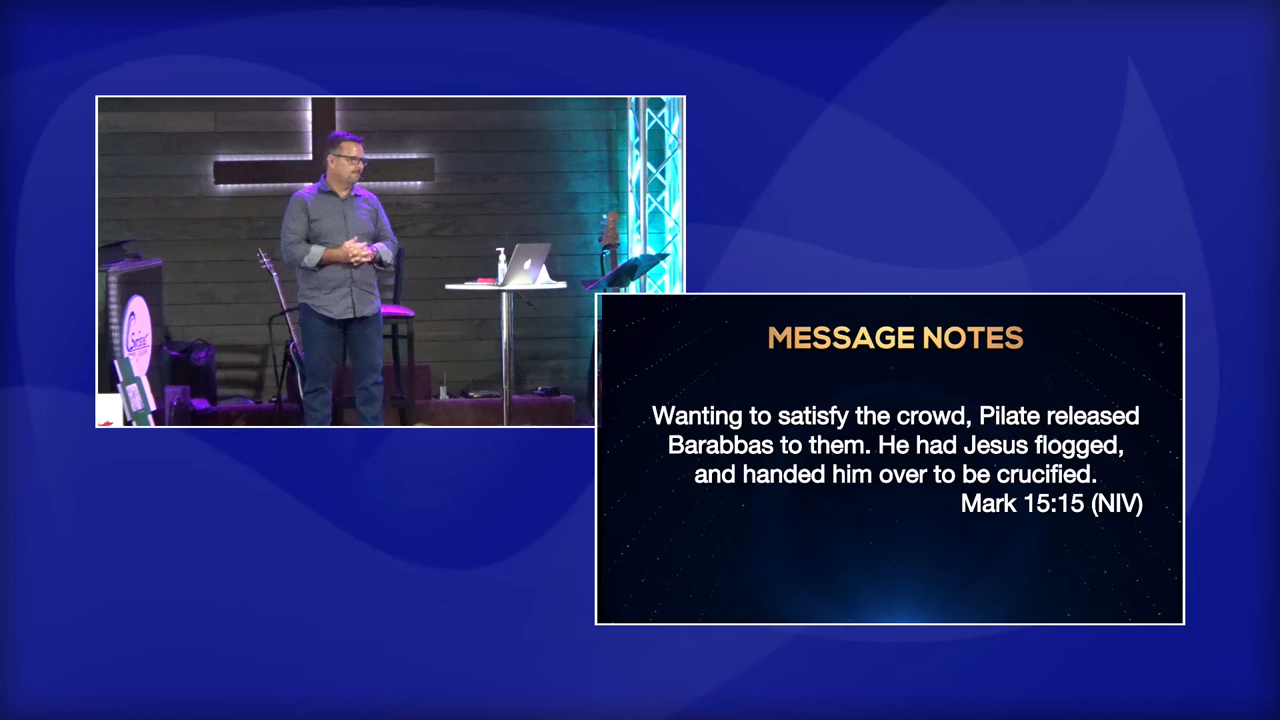 MESSAGE NOTES
Wanting to satisfy the crowd, Pilate released
Barabbas to them. He had Jesus flogged,
and handed him over to be crucified.
Mark 15:15 (NIV)